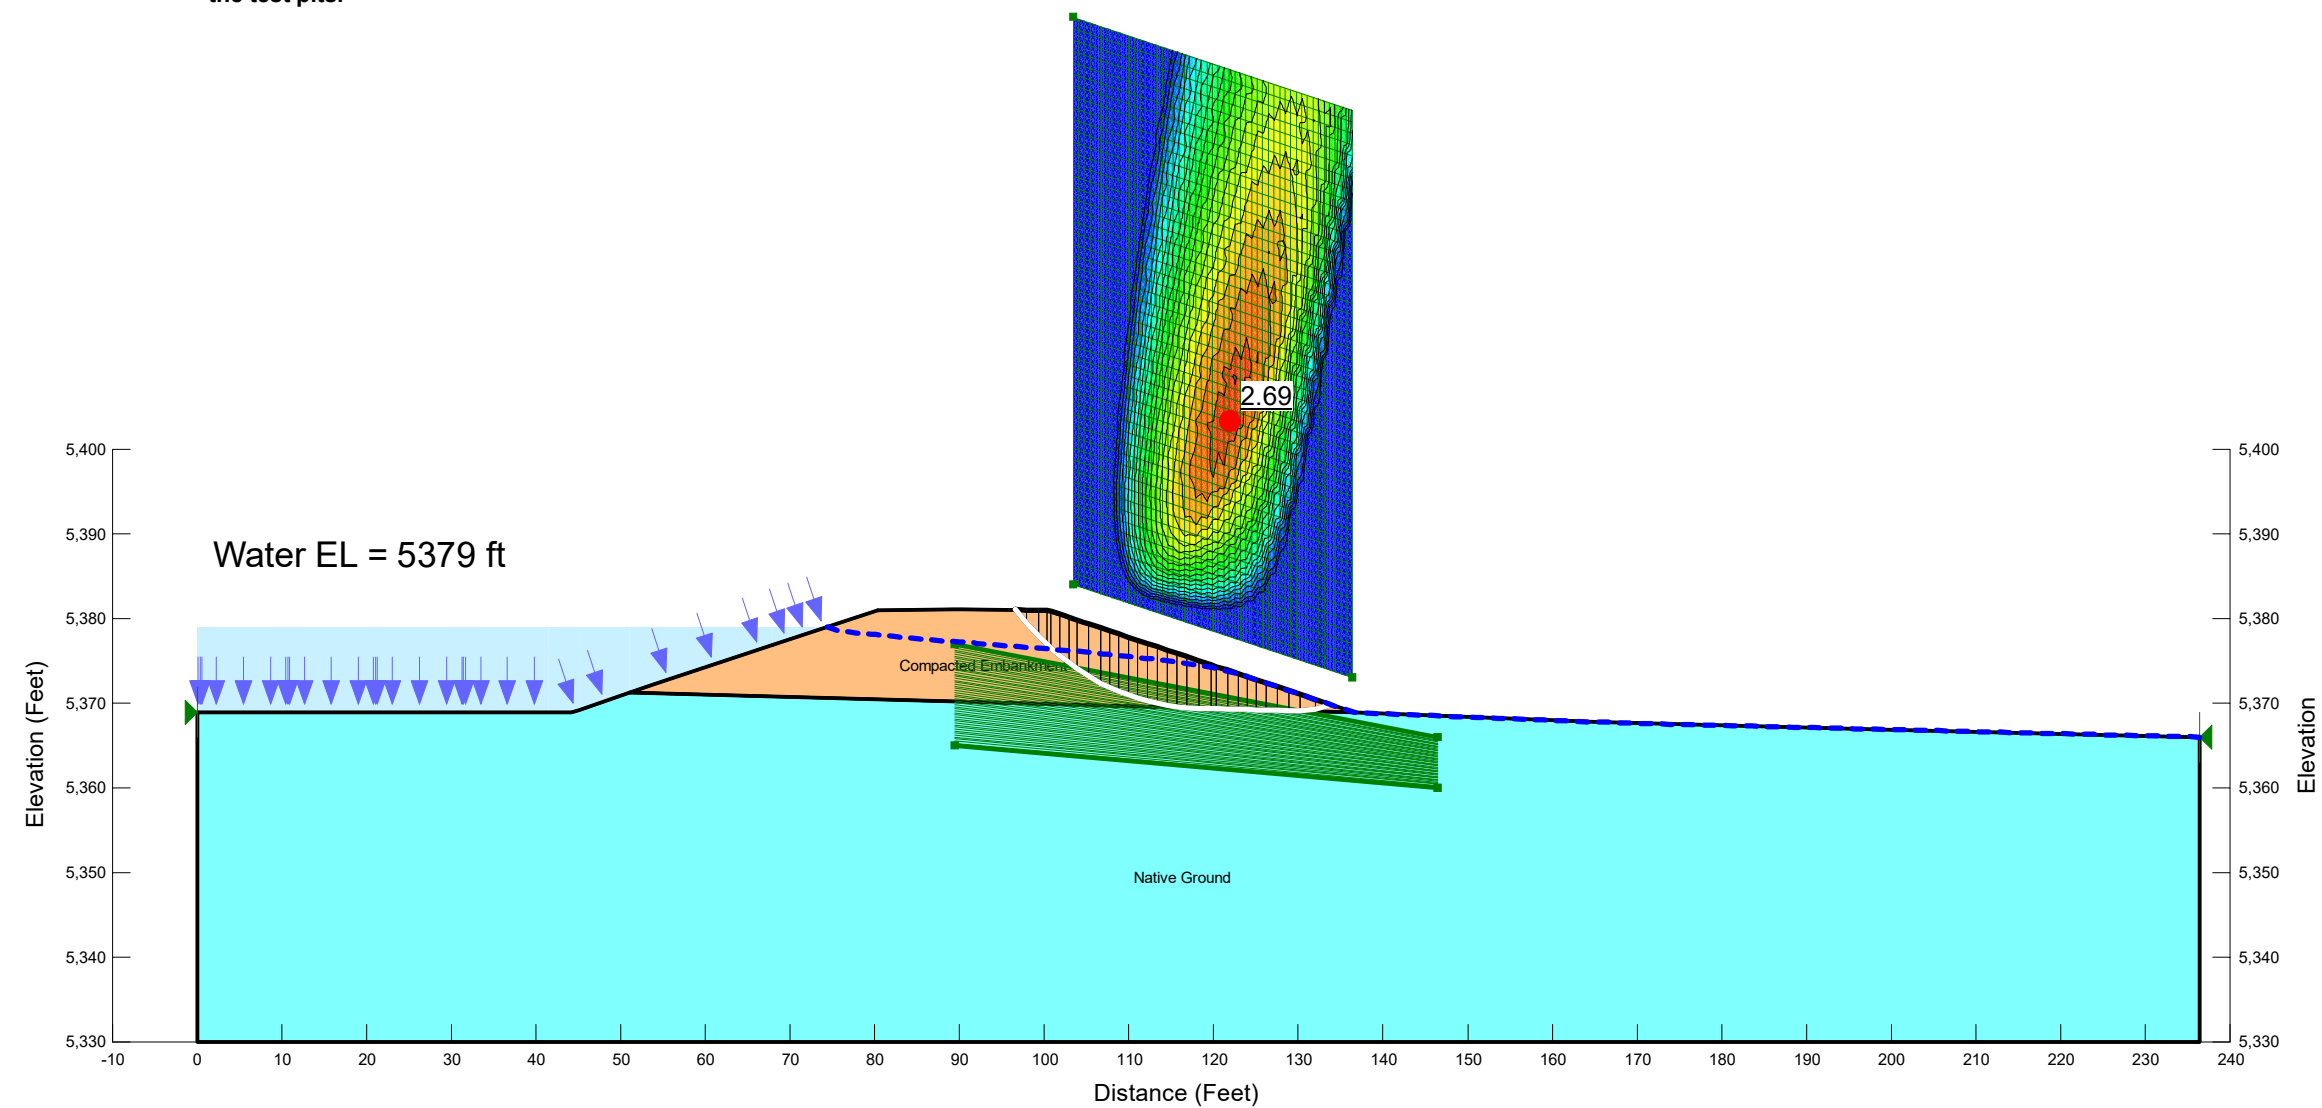 the test pits.
2.69
5,400
5,400
5,390
5,390
Water EL = 5379 ft
5,380
5,380
Compacted Embankment
5,370
5,370
5,360
5,360
5,350
5,350
Native Ground
5,340
5,340
5,330
5,330
Elevation (Feet)
Elevation
-10 0 10 20 30 40 50 60 70 80 90 100 110 120 130 140 150 160 170 180 190 200 210 220 230 240
Distance (Feet)